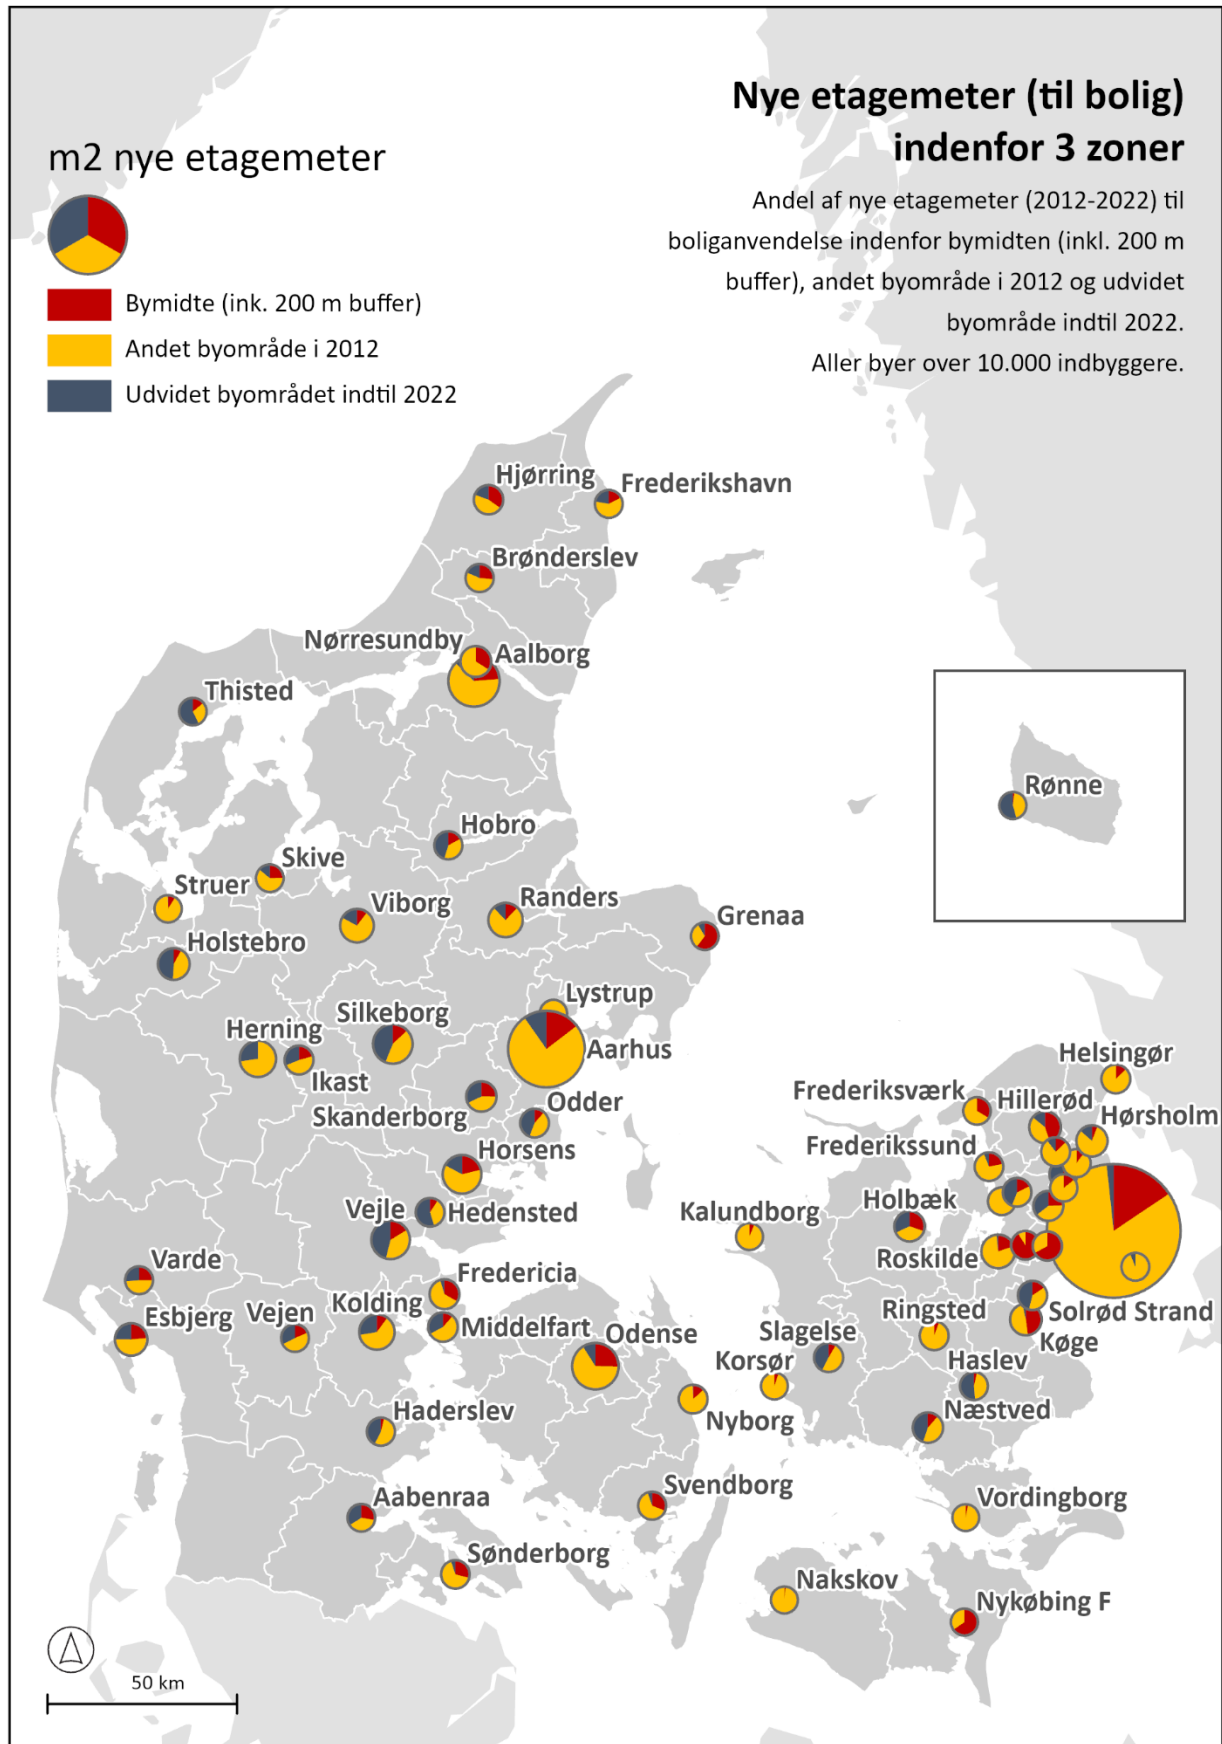 Nye etagemeter (til bolig)
indenfor 3 zoner
Andel af nye etagemeter (2012-2022) til
boliganvendelse indenfor bymidten (inkl. 200 m
buffer), andet byområde i 2012 og udvidet
byområde indtil 2022.
Aller byer over 10.000 indbyggere.
m2 nye etagemeter
Bymidte (ink. 200 m buffer)
Andet byområde i 2012
Udvidet byområdet indtil 2022
Hjørring
Frederikshavn
Brønderslev
Nørresundby
Aalborg
Thisted
Rønne
Hobro
Skive
Struer
Viborg
Randers
Grenaa
Holstebro
Lystrup
Silkeborg
Herning
Aarhus
Ikast
Helsingør
Frederiksværk
Hillerød
Skanderborg
Odder
Hørsholm
Horsens
Frederikssund
Vejle
Hedensted
Kalundborg
Holbæk
Roskilde
Varde
Fredericia
Esbjerg
Vejen
Kolding
Middelfart
Ringsted
Solrød Strand
Odense
Slagelse
Køge
Korsør
Haslev
Nyborg
Næstved
Haderslev
Svendborg
Vordingborg
Aabenraa
Sønderborg
Nakskov
Nykøbing F
50 km